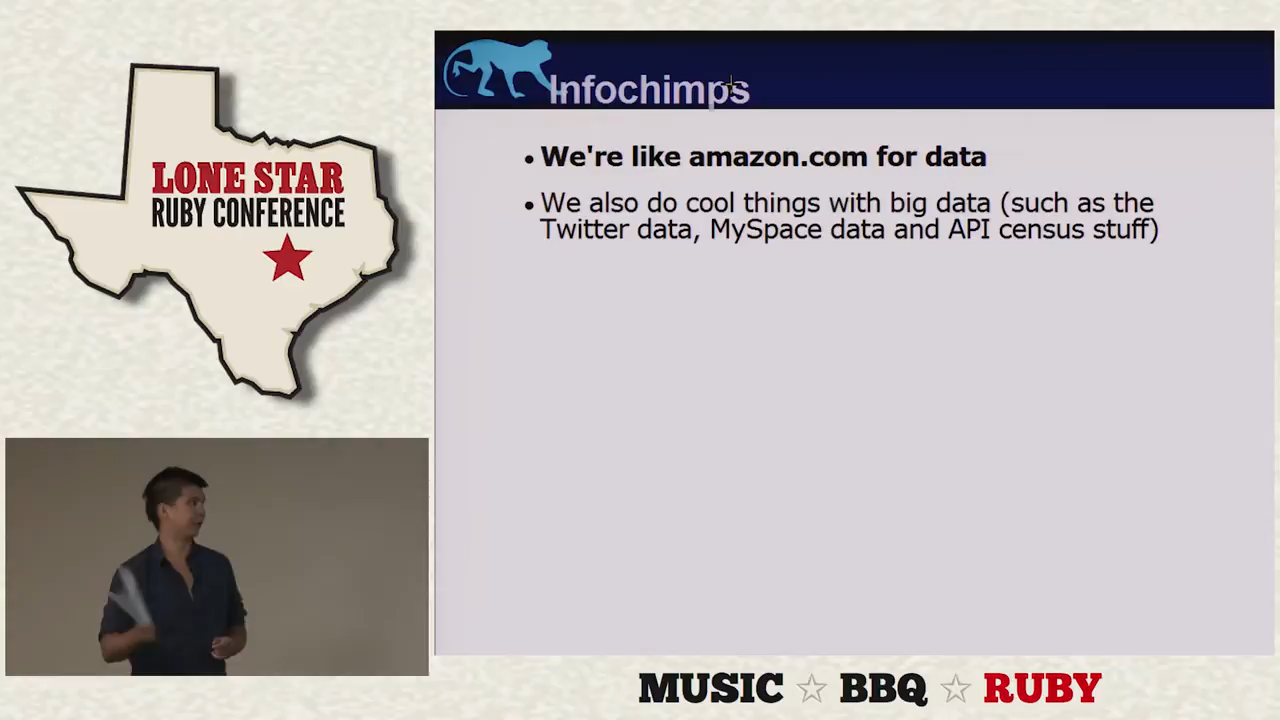 LONE STAR
RUBY CONFERENCE
Infochimps
• We're like amazon.com for data
• We also do cool things with big data (such as the
Twitter data, MySpace data and API census stuff)
MUSIC ☆ BBQ ☆ RUBY